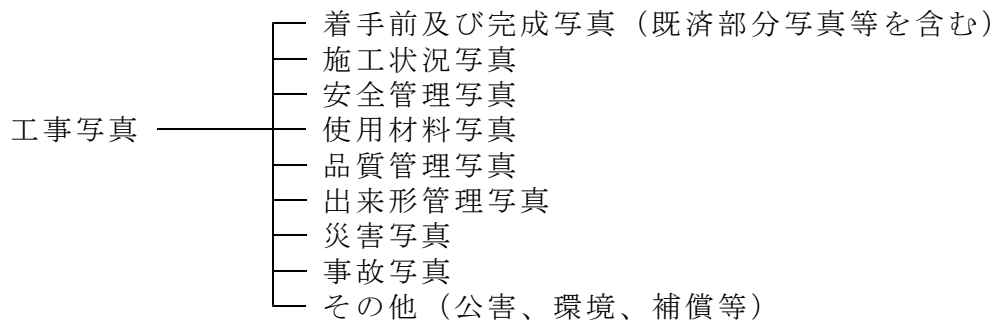 着手前及び完成写真（既済部分写真等を含む）
施工状況写真
安全管理写真
工事写真 使用材料写真
品質管理写真
出来形管理写真
災害写真
事故写真
その他（公害、環境、補償等）